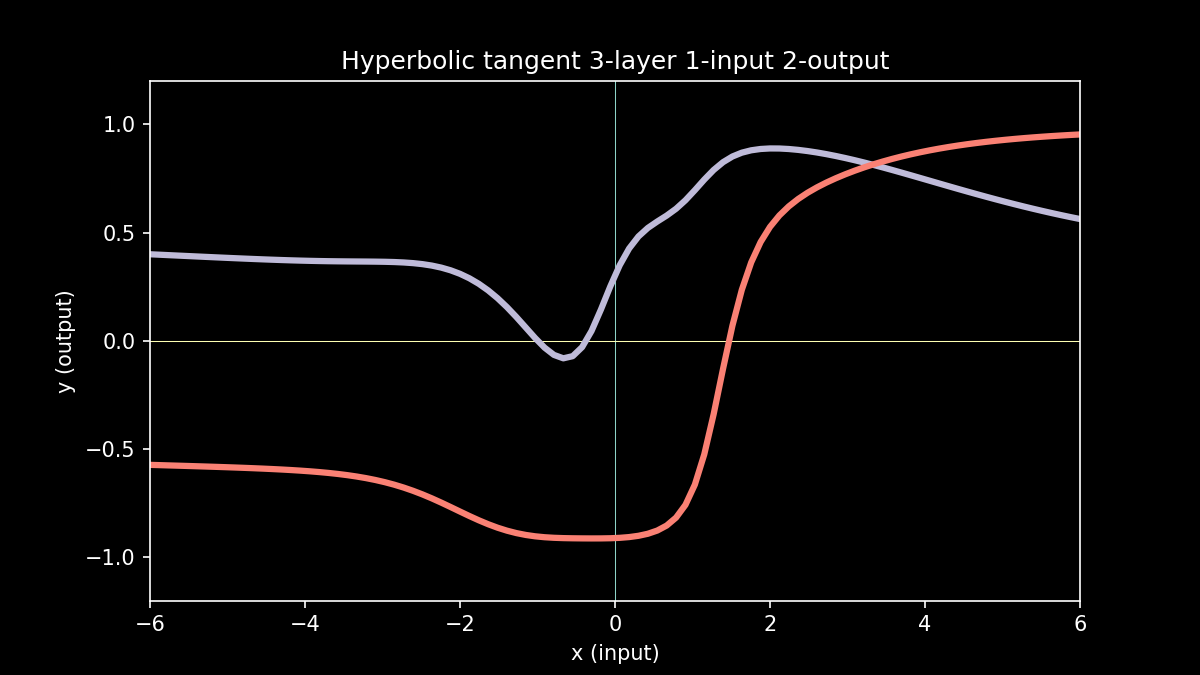 Hyperbolic tangent 3-layer 1-input 2-output
1.0
0.5
0.0
−0.5
−1.0
y (output)
−6 −4 −2 0 2 4 6
x (input)